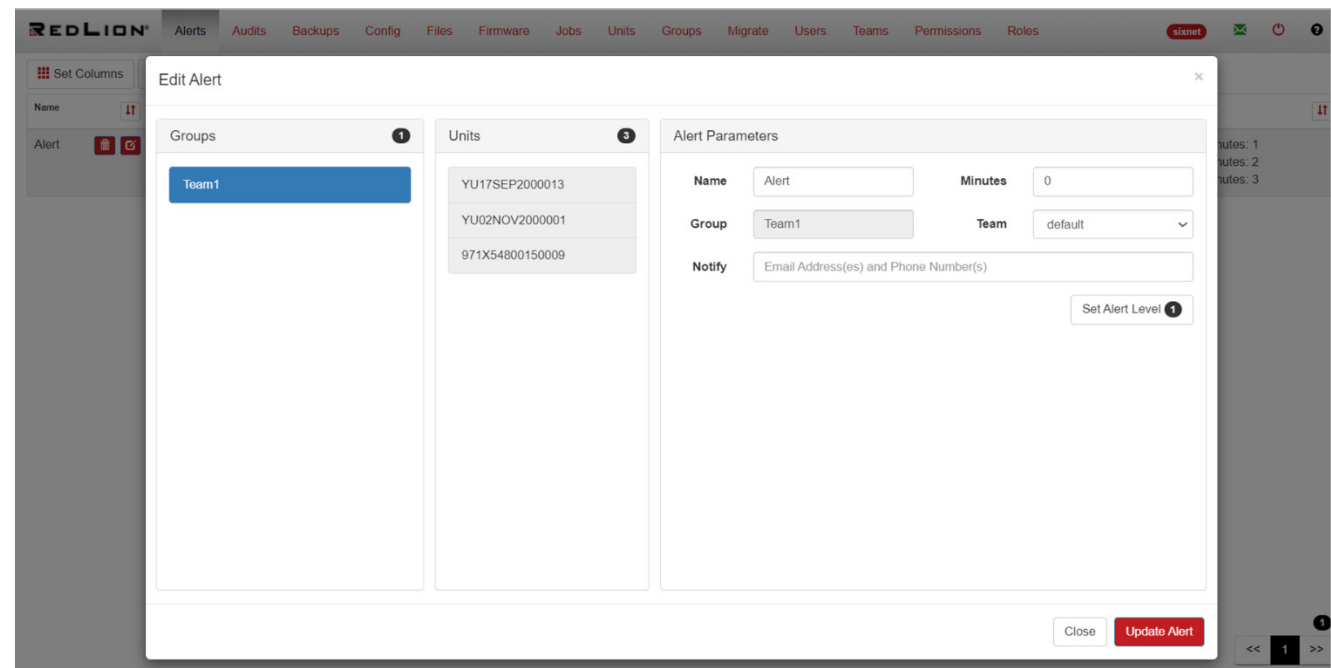 REDLION® Alerts Audits Backups Config Files Firmware Jobs Units Groups Migrate Users Teams Permissions Roles sixnet
Set Columns
Name
Alert
Edit Alert ×
Groups 1
Team1
Units 3
YU17SEP2000013
YU02NOV2000001
971X54800150009
Alert Parameters
Name Alert Minutes 0
Group Team1 Team default
Notify Email Address(es) and Phone Number(s)
Set Alert Level 1
Close Update Alert
nutes: 1
nutes: 2
nutes: 3
1
<< 1 >>